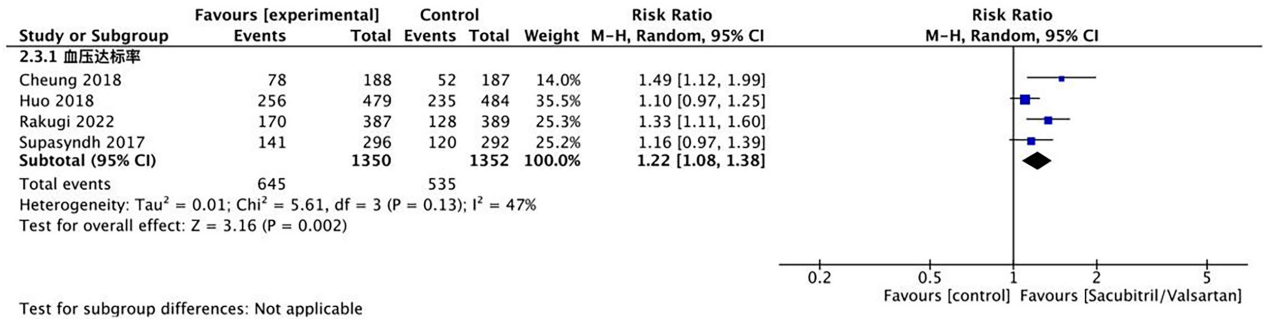 Favours [experimental] Control Risk Ratio Risk Ratio
Study or Subgroup Events Total Events Total Weight M-H, Random, 95% CI M-H, Random, 95% CI
2.3.1 血压达标率
Cheung 2018 78 188 52 187 14.0% 1.49 [1.12, 1.99]
Huo 2018 256 479 235 484 35.5% 1.10 [0.97, 1.25]
Rakugi 2022 170 387 128 389 25.3% 1.33 [1.11, 1.60]
Supasyndh 2017 141 296 120 292 25.2% 1.16 [0.97, 1.39]
Subtotal (95% CI) 1350 1352 100.0% 1.22 [1.08, 1.38]
Total events 645 535
Heterogeneity: Tau² = 0.01; Chi² = 5.61, df = 3 (P = 0.13); I² = 47%
Test for overall effect: Z = 3.16 (P = 0.002)
0.2 0.5 1 2 5
Favours [control] Favours [Sacubitril/Valsartan]
Test for subgroup differences: Not applicable